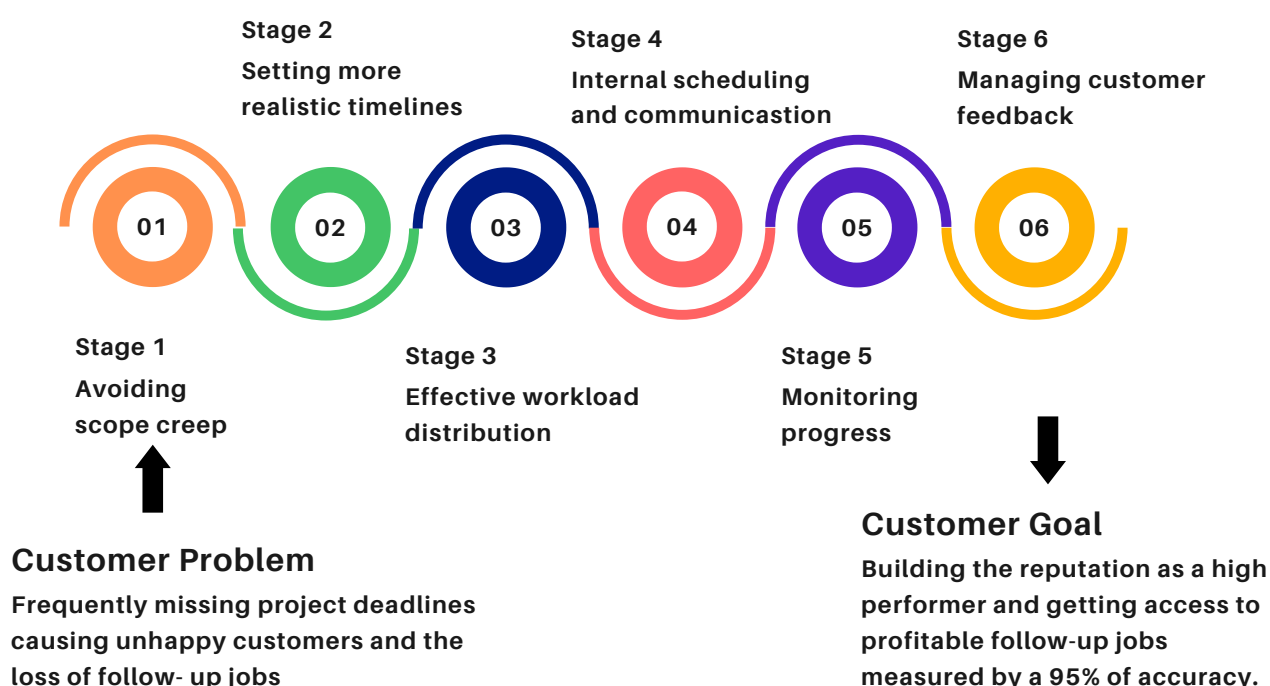 Stage 2
Setting more
realistic timelines
Stage 4
Internal scheduling
and communicastion
Stage 6
Managing customer
feedback
01
02
03
04
05
06
Stage 1
Avoiding
scope creep
Stage 3
Effective workload
distribution
Stage 5
Monitoring
progress
Customer Problem
Frequently missing project deadlines
causing unhappy customers and the
loss of follow- up jobs
Customer Goal
Building the reputation as a high
performer and getting access to
profitable follow-up jobs
measured by a 95% of accuracy.